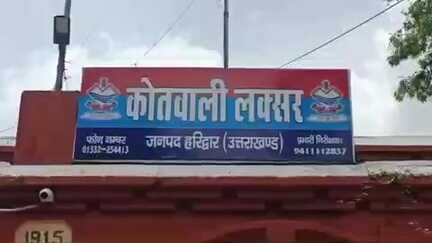 कोतवाली लक्सर
फोन नम्बर
01332-254413
जनपद हरिद्वार (उत्तराखण्ड)
प्रभारी निरीक्षक
9411112837
1915